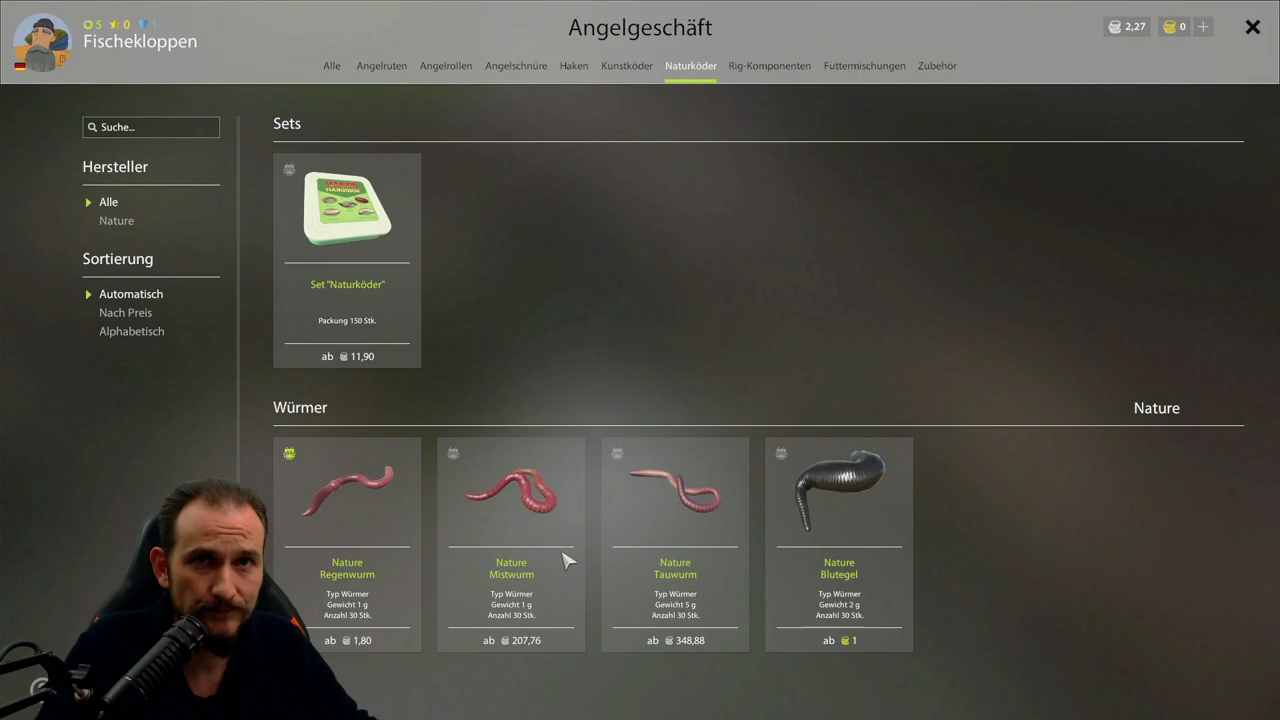 5 0 1
Fischekloppen
Angelgeschäft
2,27 0 +
Alle Angelruten Angelrollen Angelschnüre Haken Kunstköder Naturköder Rig-Komponenten Futtermischungen Zubehör
Suche...
Hersteller
Alle
Nature
Sortierung
Automatisch
Nach Preis
Alphabetisch
Sets
Set "Naturköder"
Packung 150 Stk.
ab 11,90
Würmer
Nature
Nature
Regenwurm
Typ Würmer
Gewicht 1 g
Anzahl 30 Stk.
ab 1,80
Nature
Mistwurm
Typ Würmer
Gewicht 1 g
Anzahl 30 Stk.
ab 207,76
Nature
Tauwurm
Typ Würmer
Gewicht 5 g
Anzahl 30 Stk.
ab 348,88
Nature
Blutegel
Typ Würmer
Gewicht 2 g
Anzahl 30 Stk.
ab 1